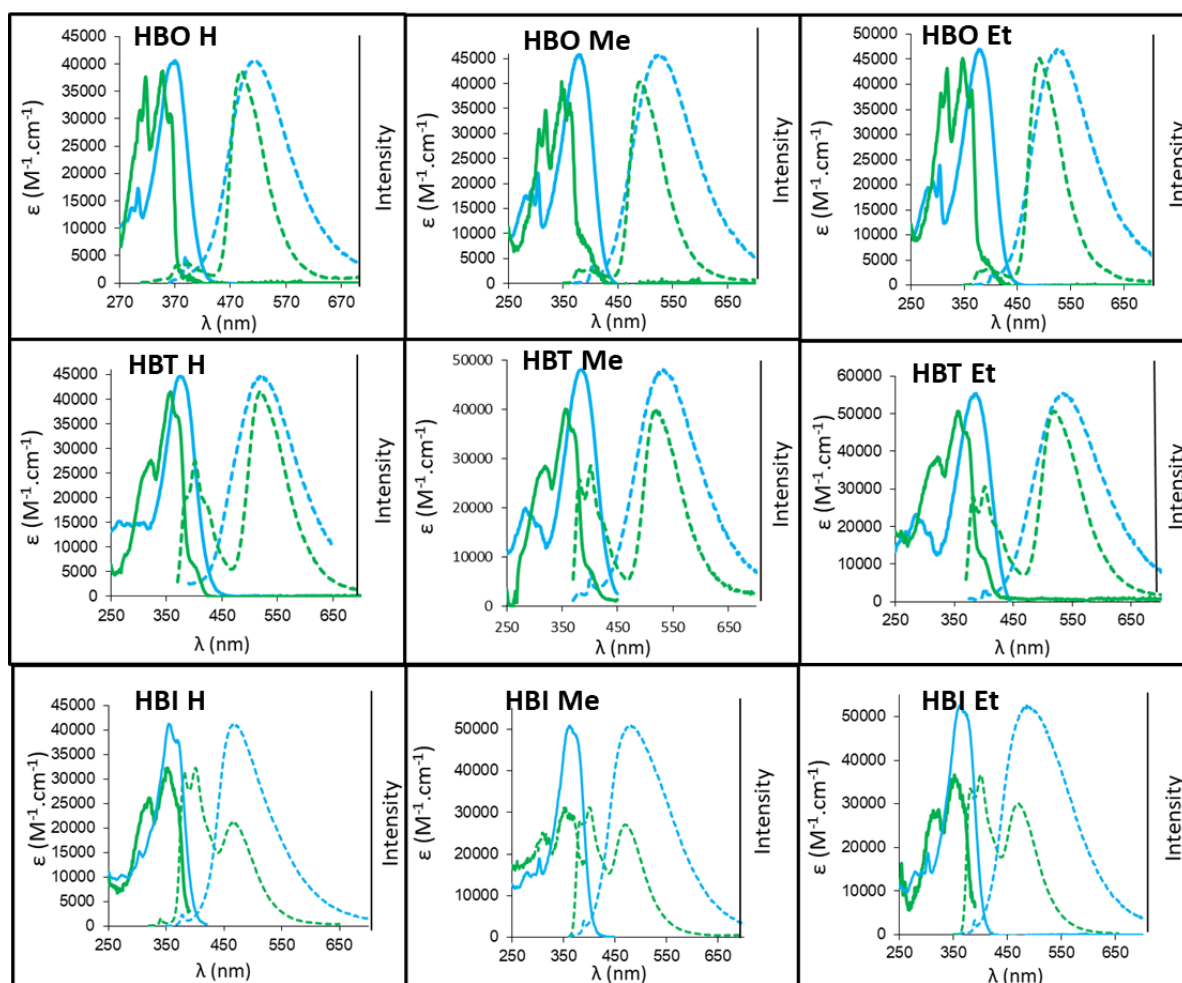 HBO H
45000
40000
35000
30000
25000
20000
15000
10000
5000
0
ε (M⁻¹.cm⁻¹)
270 370 470 570 670
λ (nm)
Intensity
HBO Me
50000
45000
40000
35000
30000
25000
20000
15000
10000
5000
0
ε (M⁻¹.cm⁻¹)
250 350 450 550 650
λ (nm)
Intensity
HBO Et
50000
45000
40000
35000
30000
25000
20000
15000
10000
5000
0
ε (M⁻¹.cm⁻¹)
250 350 450 550 650
λ (nm)
Intensity
HBT H
45000
40000
35000
30000
25000
20000
15000
10000
5000
0
ε (M⁻¹.cm⁻¹)
250 350 450 550 650
λ (nm)
Intensity
HBT Me
50000
40000
30000
20000
10000
0
ε (M⁻¹.cm⁻¹)
250 350 450 550 650
λ (nm)
Intensity
HBT Et
60000
50000
40000
30000
20000
10000
0
ε (M⁻¹.cm⁻¹)
250 350 450 550 650
λ (nm)
Intensity
HBI H
45000
40000
35000
30000
25000
20000
15000
10000
5000
0
ε (M⁻¹.cm⁻¹)
250 350 450 550 650
λ (nm)
Intensity
HBI Me
50000
40000
30000
20000
10000
0
ε (M⁻¹.cm⁻¹)
250 350 450 550 650
λ (nm)
Intensity
HBI Et
50000
40000
30000
20000
10000
0
ε (M⁻¹.cm⁻¹)
250 350 450 550 650
λ (nm)
Intensity